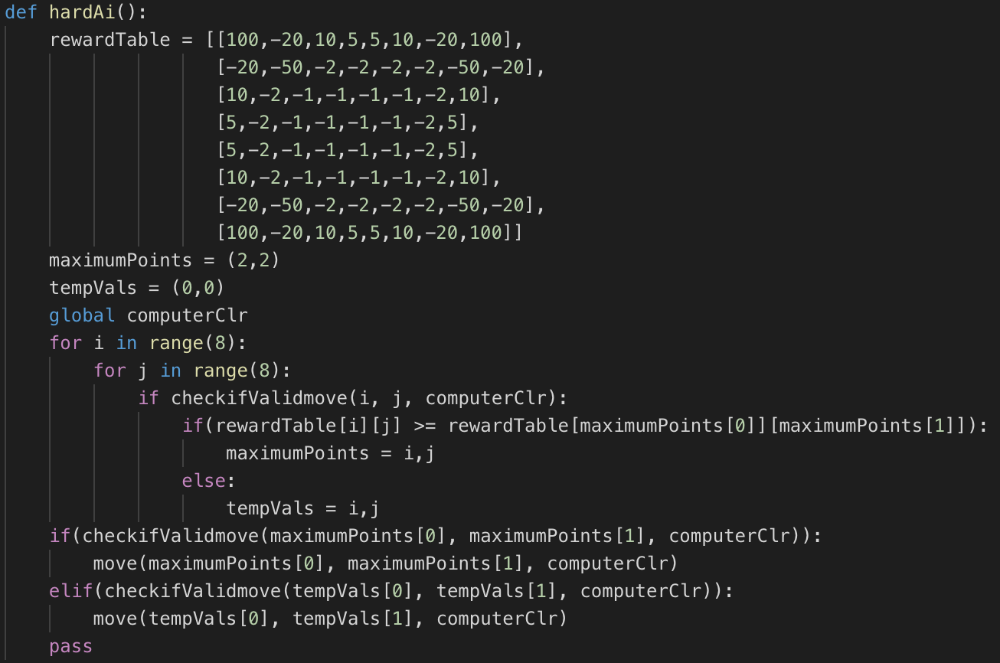 def hardAi():
    rewardTable = [[100,-20,10,5,5,10,-20,100],
                   [-20,-50,-2,-2,-2,-2,-50,-20],
                   [10,-2,-1,-1,-1,-1,-2,10],
                   [5,-2,-1,-1,-1,-1,-2,5],
                   [5,-2,-1,-1,-1,-1,-2,5],
                   [10,-2,-1,-1,-1,-1,-2,10],
                   [-20,-50,-2,-2,-2,-2,-50,-20],
                   [100,-20,10,5,5,10,-20,100]]
    maximumPoints = (2,2)
    tempVals = (0,0)
    global computerClr
    for i in range(8):
        for j in range(8):
            if checkifValidmove(i, j, computerClr):
                if(rewardTable[i][j] >= rewardTable[maximumPoints[0]][maximumPoints[1]]):
                    maximumPoints = i,j
                else:
                    tempVals = i,j
    if(checkifValidmove(maximumPoints[0], maximumPoints[1], computerClr)):
        move(maximumPoints[0], maximumPoints[1], computerClr)
    elif(checkifValidmove(tempVals[0], tempVals[1], computerClr)):
        move(tempVals[0], tempVals[1], computerClr)
    pass